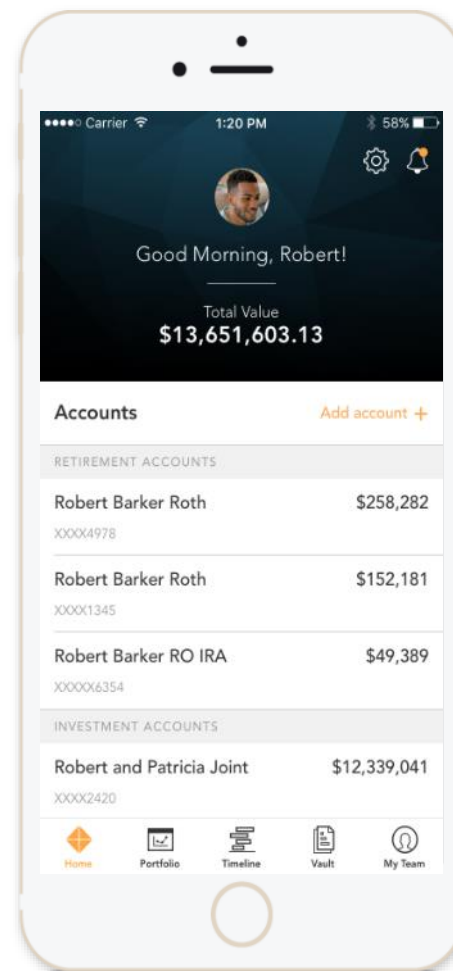 Carrier 1:20 PM 58%
Good Morning, Robert!
Total Value
$13,651,603.13
Accounts Add account +
RETIREMENT ACCOUNTS
Robert Barker Roth $258,282
XXXX4978
Robert Barker Roth $152,181
XXXX1345
Robert Barker RO IRA $49,389
XXXXX6354
INVESTMENT ACCOUNTS
Robert and Patricia Joint $12,339,041
XXXX2420
Home Portfolio Timeline Vault My Team